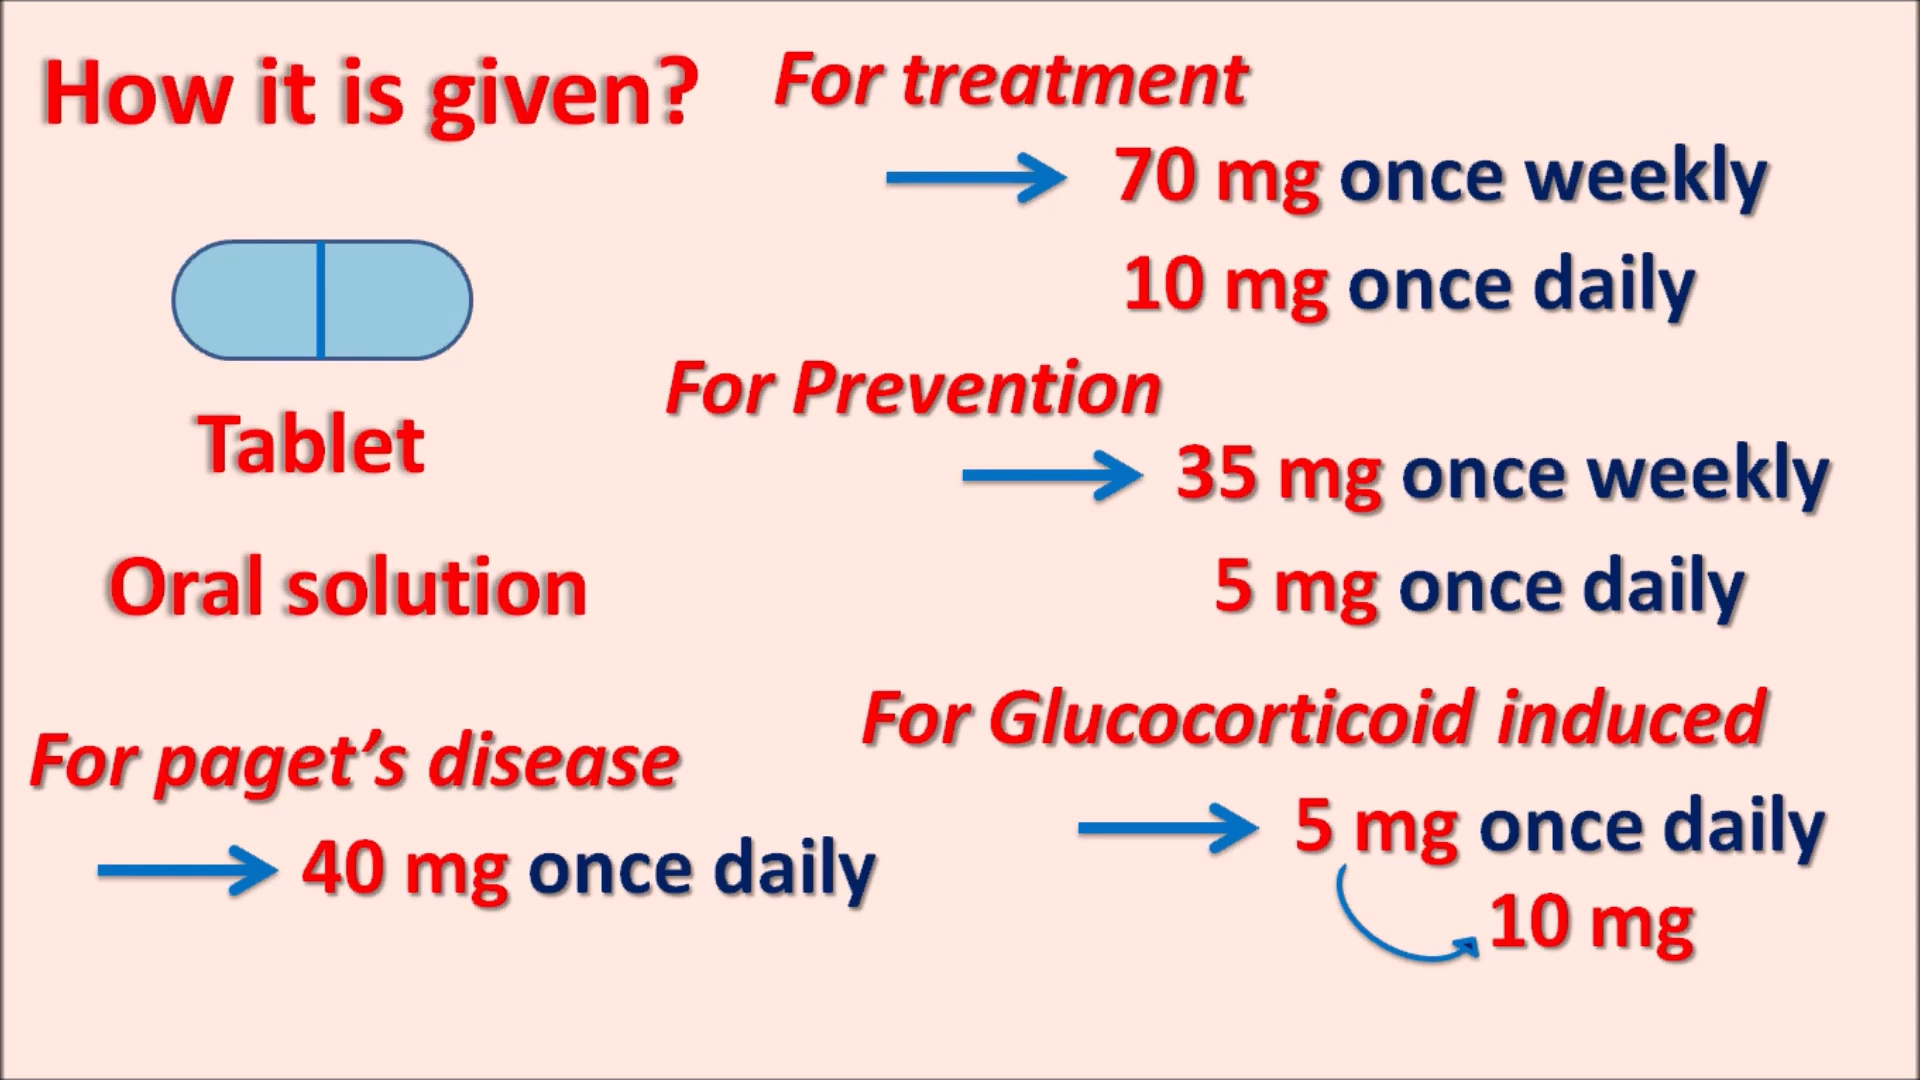 How it is given?
Tablet
Oral solution
For treatment
70 mg once weekly
10 mg once daily
For Prevention
35 mg once weekly
5 mg once daily
For paget’s disease
40 mg once daily
For Glucocorticoid induced
5 mg once daily
10 mg